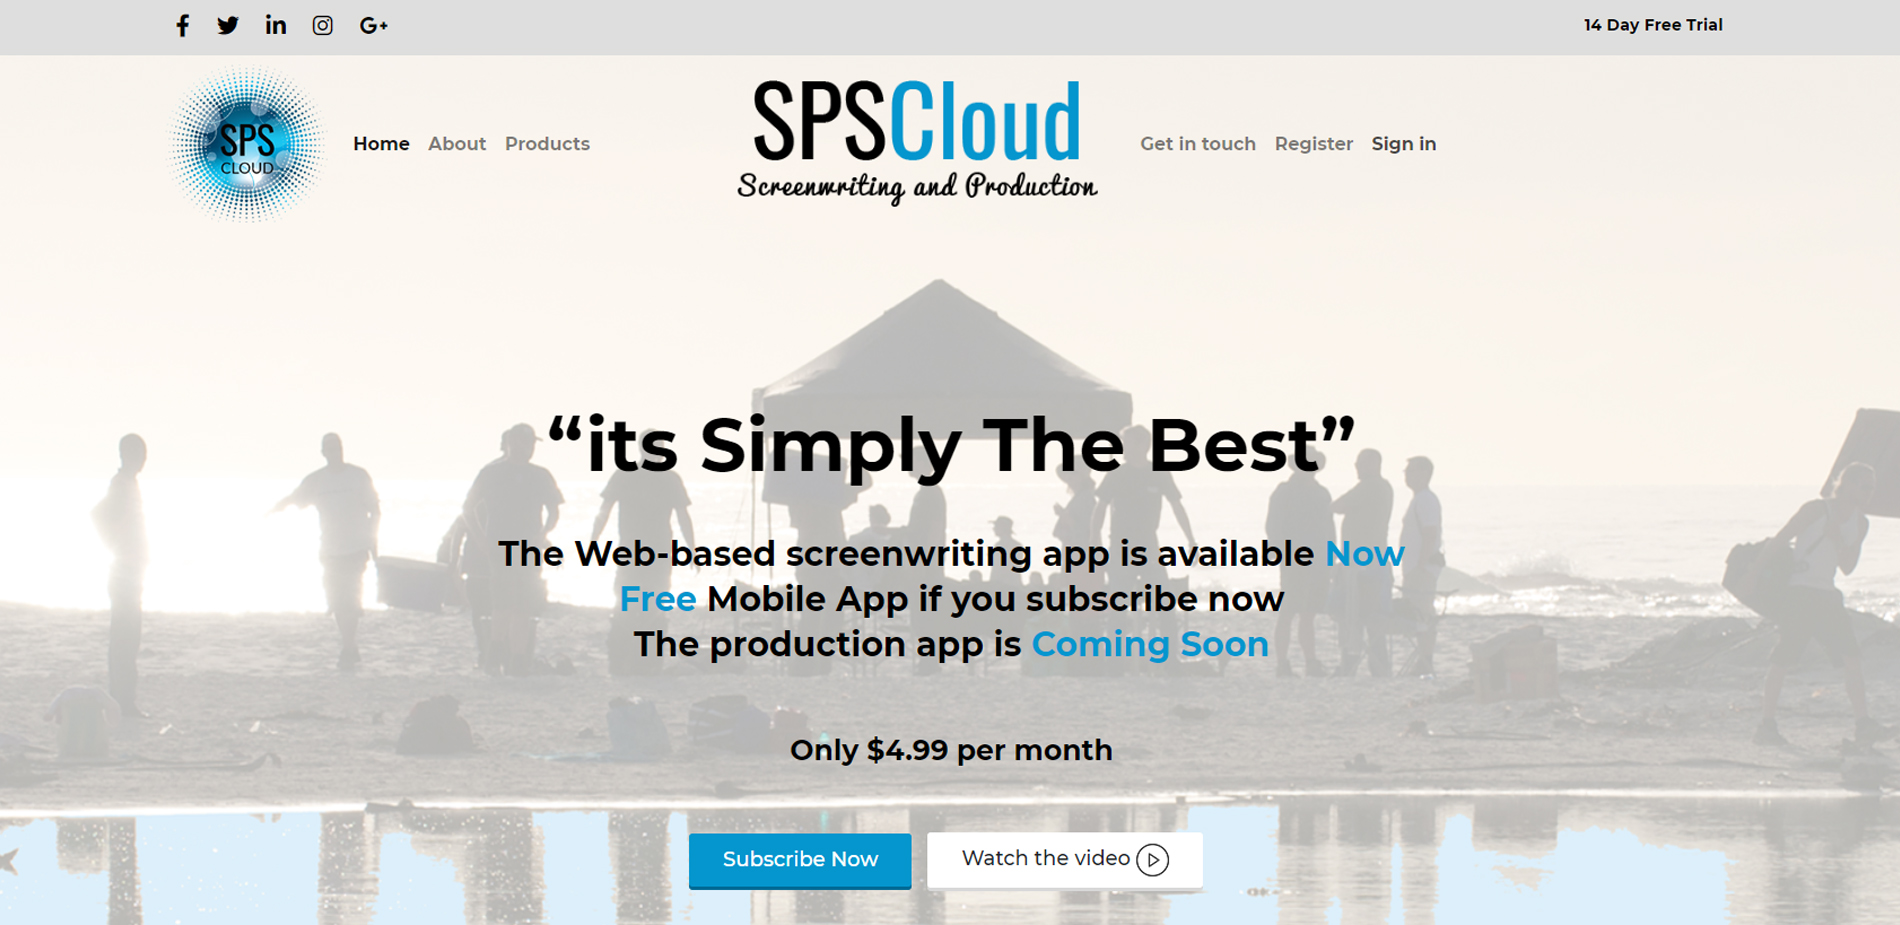 14 Day Free Trial
SPS
CLOUD
Home About Products
SPSCloud
Screenwriting and Production
Get in touch Register Sign in
“its Simply The Best”
The Web-based screenwriting app is available Now
Free Mobile App if you subscribe now
The production app is Coming Soon
Only $4.99 per month
Subscribe Now
Watch the video